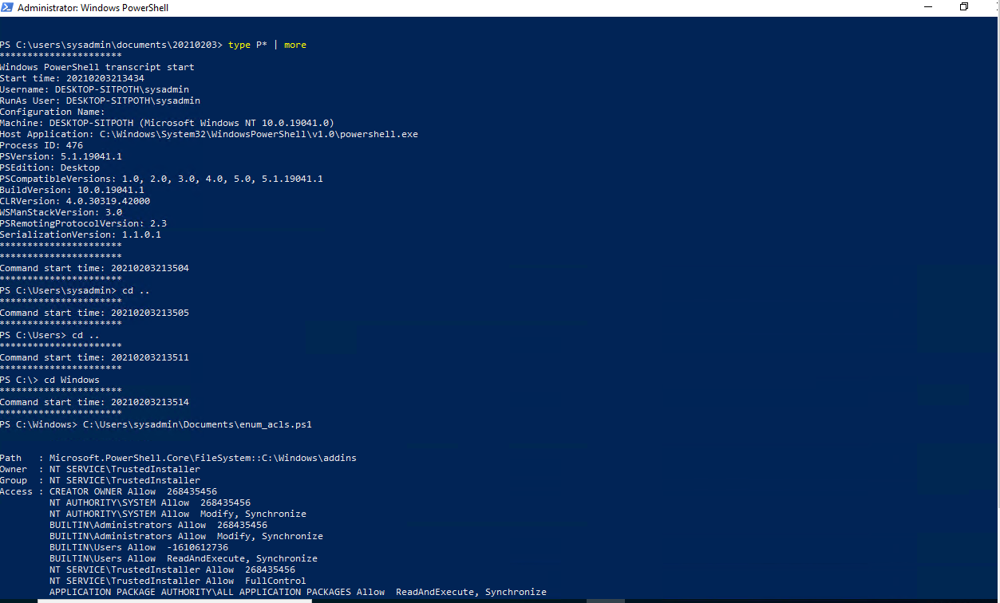 Administrator: Windows PowerShell
PS C:\users\sysadmin\documents\20210203> type P* | more
**********************
Windows PowerShell transcript start
Start time: 20210203213434
Username: DESKTOP-SITPOTH\sysadmin
RunAs User: DESKTOP-SITPOTH\sysadmin
Configuration Name:
Machine: DESKTOP-SITPOTH (Microsoft Windows NT 10.0.19041.0)
Host Application: C:\Windows\System32\WindowsPowerShell\v1.0\powershell.exe
Process ID: 476
PSVersion: 5.1.19041.1
PSEdition: Desktop
PSCompatibleVersions: 1.0, 2.0, 3.0, 4.0, 5.0, 5.1.19041.1
BuildVersion: 10.0.19041.1
CLRVersion: 4.0.30319.42000
WSManStackVersion: 3.0
PSRemotingProtocolVersion: 2.3
SerializationVersion: 1.1.0.1
**********************
**********************
Command start time: 20210203213504
**********************
PS C:\Users\sysadmin> cd ..
**********************
Command start time: 20210203213505
**********************
PS C:\Users> cd ..
**********************
Command start time: 20210203213511
**********************
PS C:\> cd Windows
**********************
Command start time: 20210203213514
**********************
PS C:\Windows> C:\Users\sysadmin\Documents\enum_acls.ps1
Path   : Microsoft.PowerShell.Core\FileSystem::C:\Windows\addins
Owner  : NT SERVICE\TrustedInstaller
Group  : NT SERVICE\TrustedInstaller
Access : CREATOR OWNER Allow  268435456
NT AUTHORITY\SYSTEM Allow  268435456
NT AUTHORITY\SYSTEM Allow  Modify, Synchronize
BUILTIN\Administrators Allow  268435456
BUILTIN\Administrators Allow  Modify, Synchronize
BUILTIN\Users Allow  -1610612736
BUILTIN\Users Allow  ReadAndExecute, Synchronize
NT SERVICE\TrustedInstaller Allow  268435456
NT SERVICE\TrustedInstaller Allow  FullControl
APPLICATION PACKAGE AUTHORITY\ALL APPLICATION PACKAGES Allow  ReadAndExecute, Synchronize